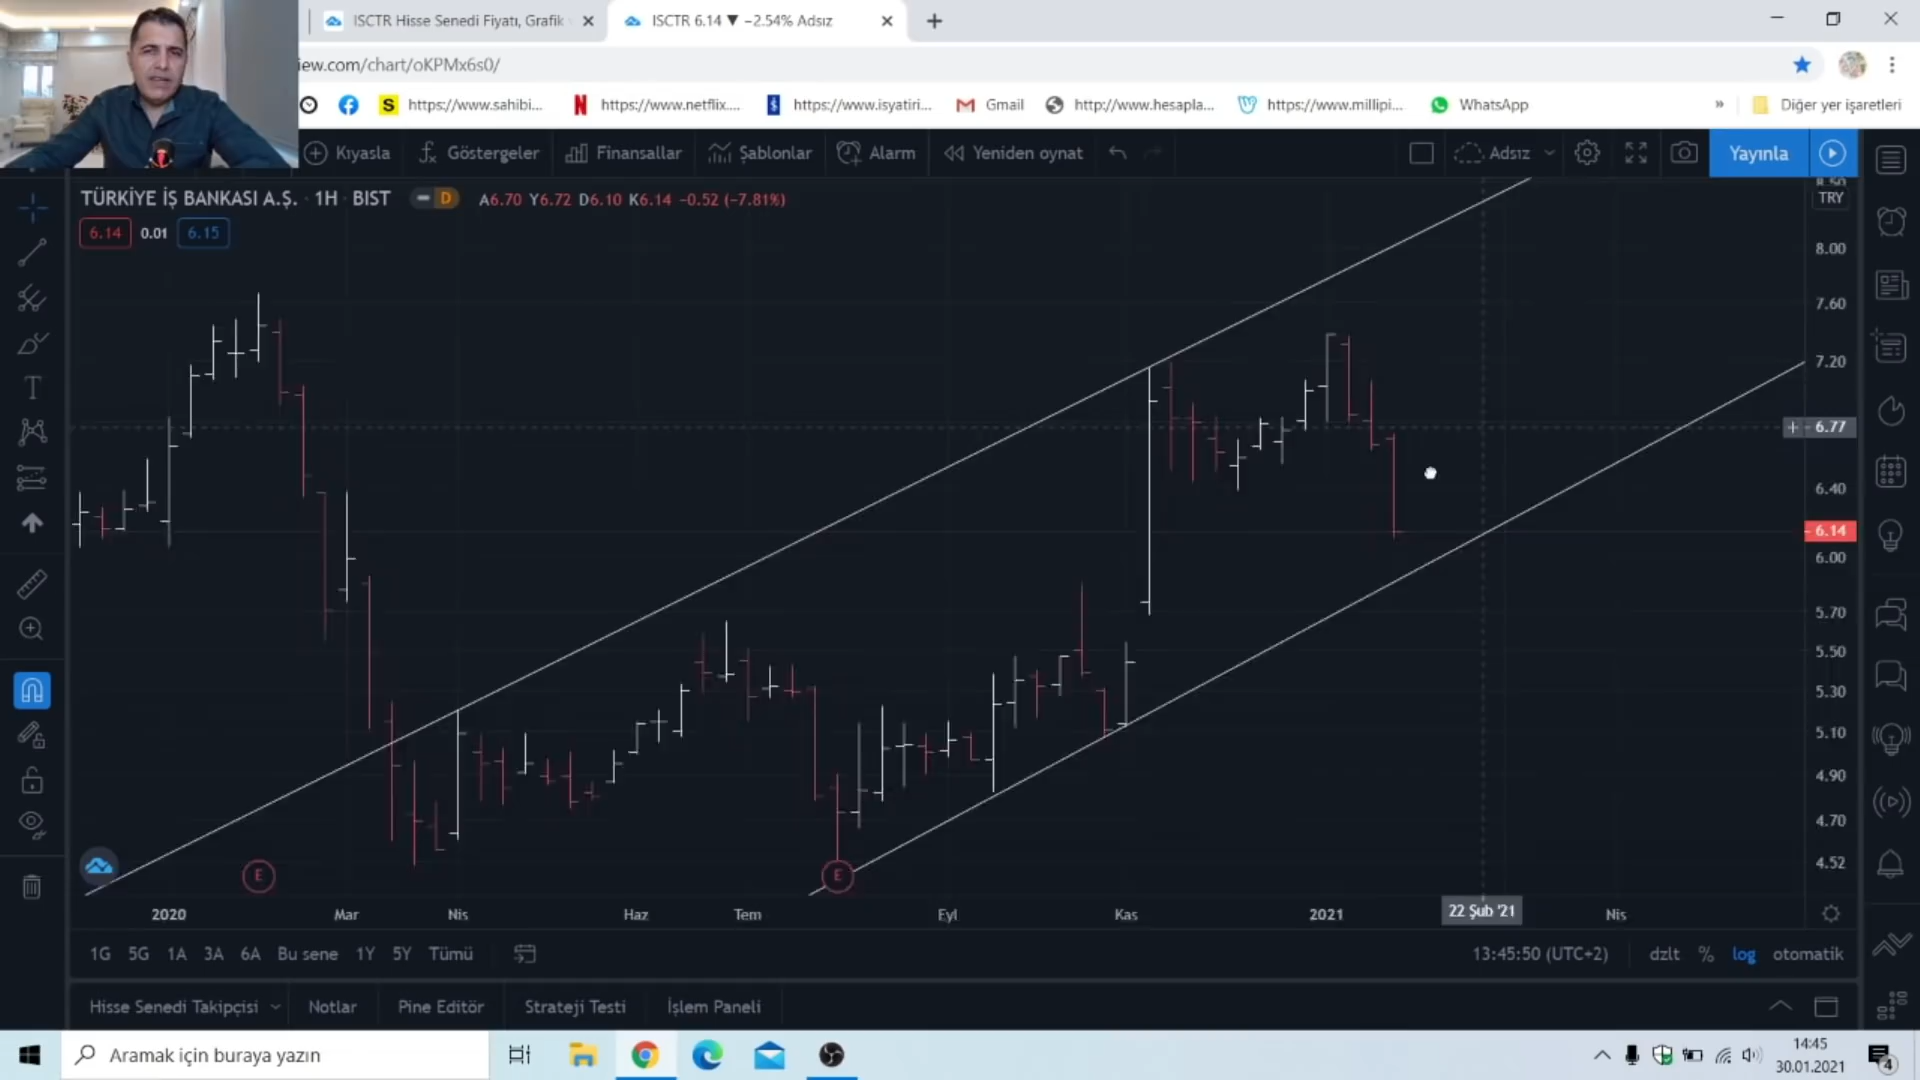 ISCTR Hisse Senedi Fiyatı, Grafik
ISCTR 6.14 ▼ −2.54% Adsız
iew.com/chart/oKPMx6s0/
https://www.sahibi...
https://www.netflix....
https://www.isyatiri...
Gmail
http://www.hesapla...
https://www.millipi...
WhatsApp
»
Diğer yer işaretleri
Kıyasla
Göstergeler
Finansallar
Şablonlar
Alarm
Yeniden oynat
Adsız
Yayınla
TÜRKİYE İŞ BANKASI A.Ş. · 1H · BIST
D
A6.70 Y6.72 D6.10 K6.14 −0.52 (−7.81%)
6.14 0.01 6.15
8.50
TRY
8.00
7.60
7.20
6.77
6.40
6.14
6.00
5.70
5.50
5.30
5.10
4.90
4.70
4.52
E
E
2020 Mar Nis Haz Tem Eyl Kas 2021 22 Şub '21 Nis
1G 5G 1A 3A 6A Bu sene 1Y 5Y Tümü
13:45:50 (UTC+2) dzlt % log otomatik
Hisse Senedi Takipçisi Notlar Pine Editör Strateji Testi İşlem Paneli
Aramak için buraya yazın
14:45
30.01.2021
4